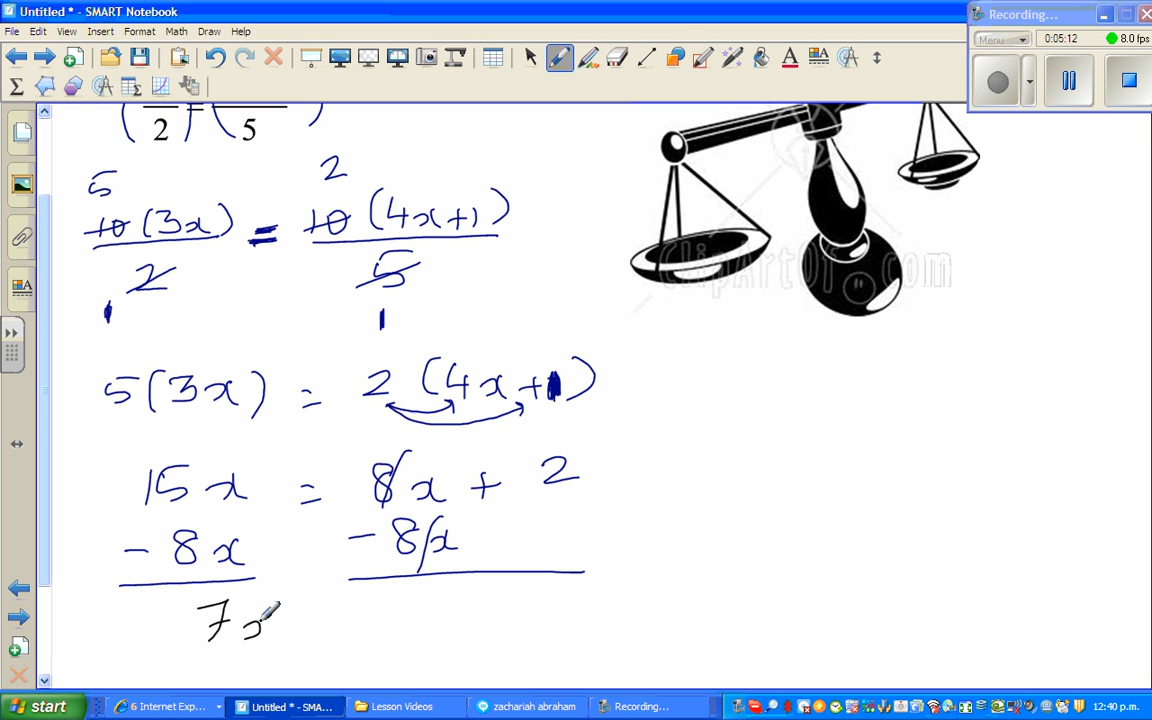 Untitled * - SMART Notebook
Recording...
File Edit View Insert Format Math Draw Help
Menu 0:05:12 8.0 fps
2 = 5
5 2
10 (3x) = 10 (4x+1)
2 5
1 1
ClipArtOf .com
5(3x) = 2 (4x+1)
15x = 8x + 2
- 8x - 8x
7x
start 6 Internet Exp... Untitled * - SMA... Lesson Videos zachariah abraham Recording... 12:40 p.m.